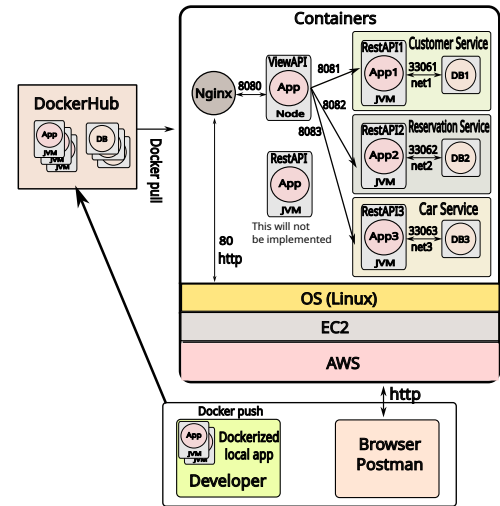 Containers
DockerHub
App
JVM
JVM
JVM
DB
Docker pull
Nginx
8080
ViewAPI
App
Node
8081
8082
8083
RestAPI
App
JVM
This will not
be implemented
80
http
Customer Service
RestAPI1
App1
JVM
33061
net1
DB1
Reservation Service
RestAPI2
App2
JVM
33062
net2
DB2
Car Service
RestAPI3
App3
JVM
33063
net3
DB3
OS (Linux)
EC2
AWS
http
Docker push
App
JVM
JVM
Dockerized
local app
Developer
Browser
Postman